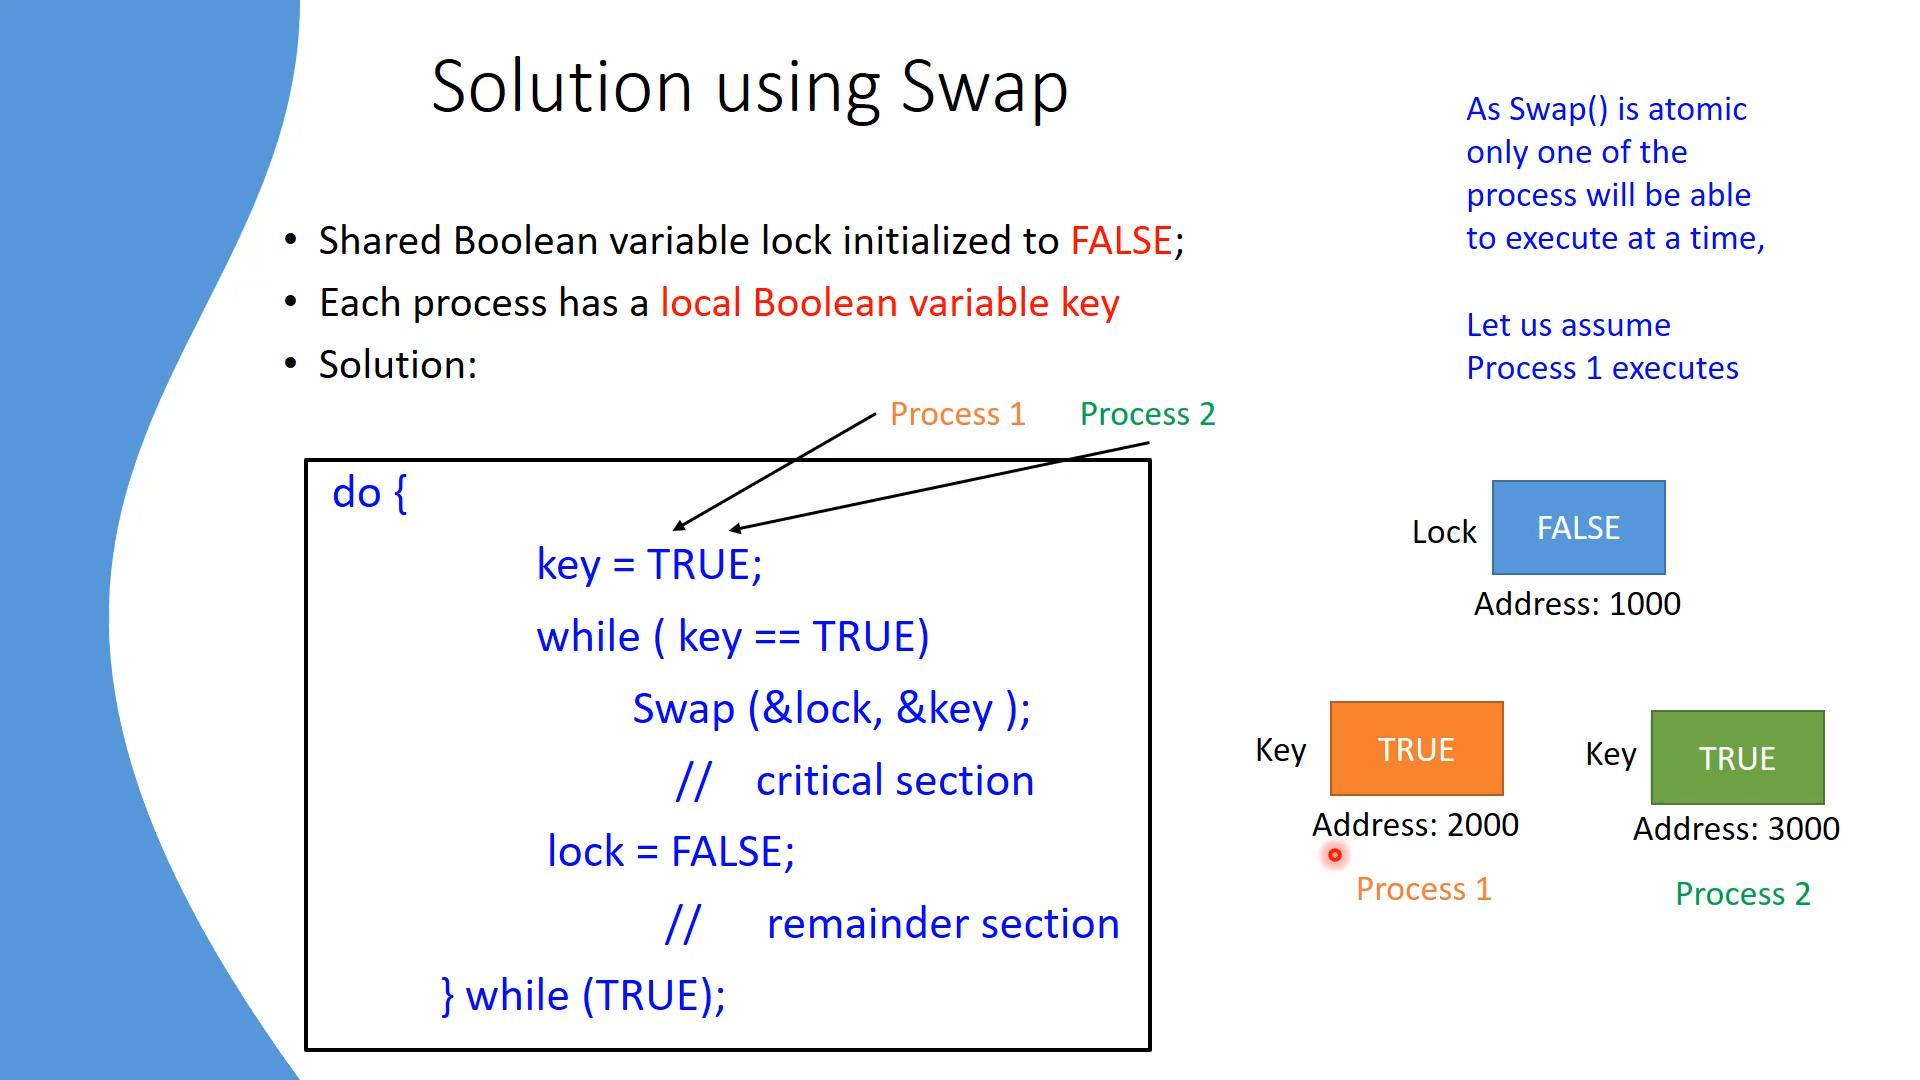 Solution using Swap
As Swap() is atomic
only one of the
process will be able
to execute at a time,
Let us assume
Process 1 executes
• Shared Boolean variable lock initialized to FALSE;
• Each process has a local Boolean variable key
• Solution:
Process 1 Process 2
do {
key = TRUE;
while ( key == TRUE)
Swap (&lock, &key );
// critical section
lock = FALSE;
// remainder section
} while (TRUE);
Lock FALSE
Address: 1000
Key TRUE
Address: 2000
Process 1
Key TRUE
Address: 3000
Process 2